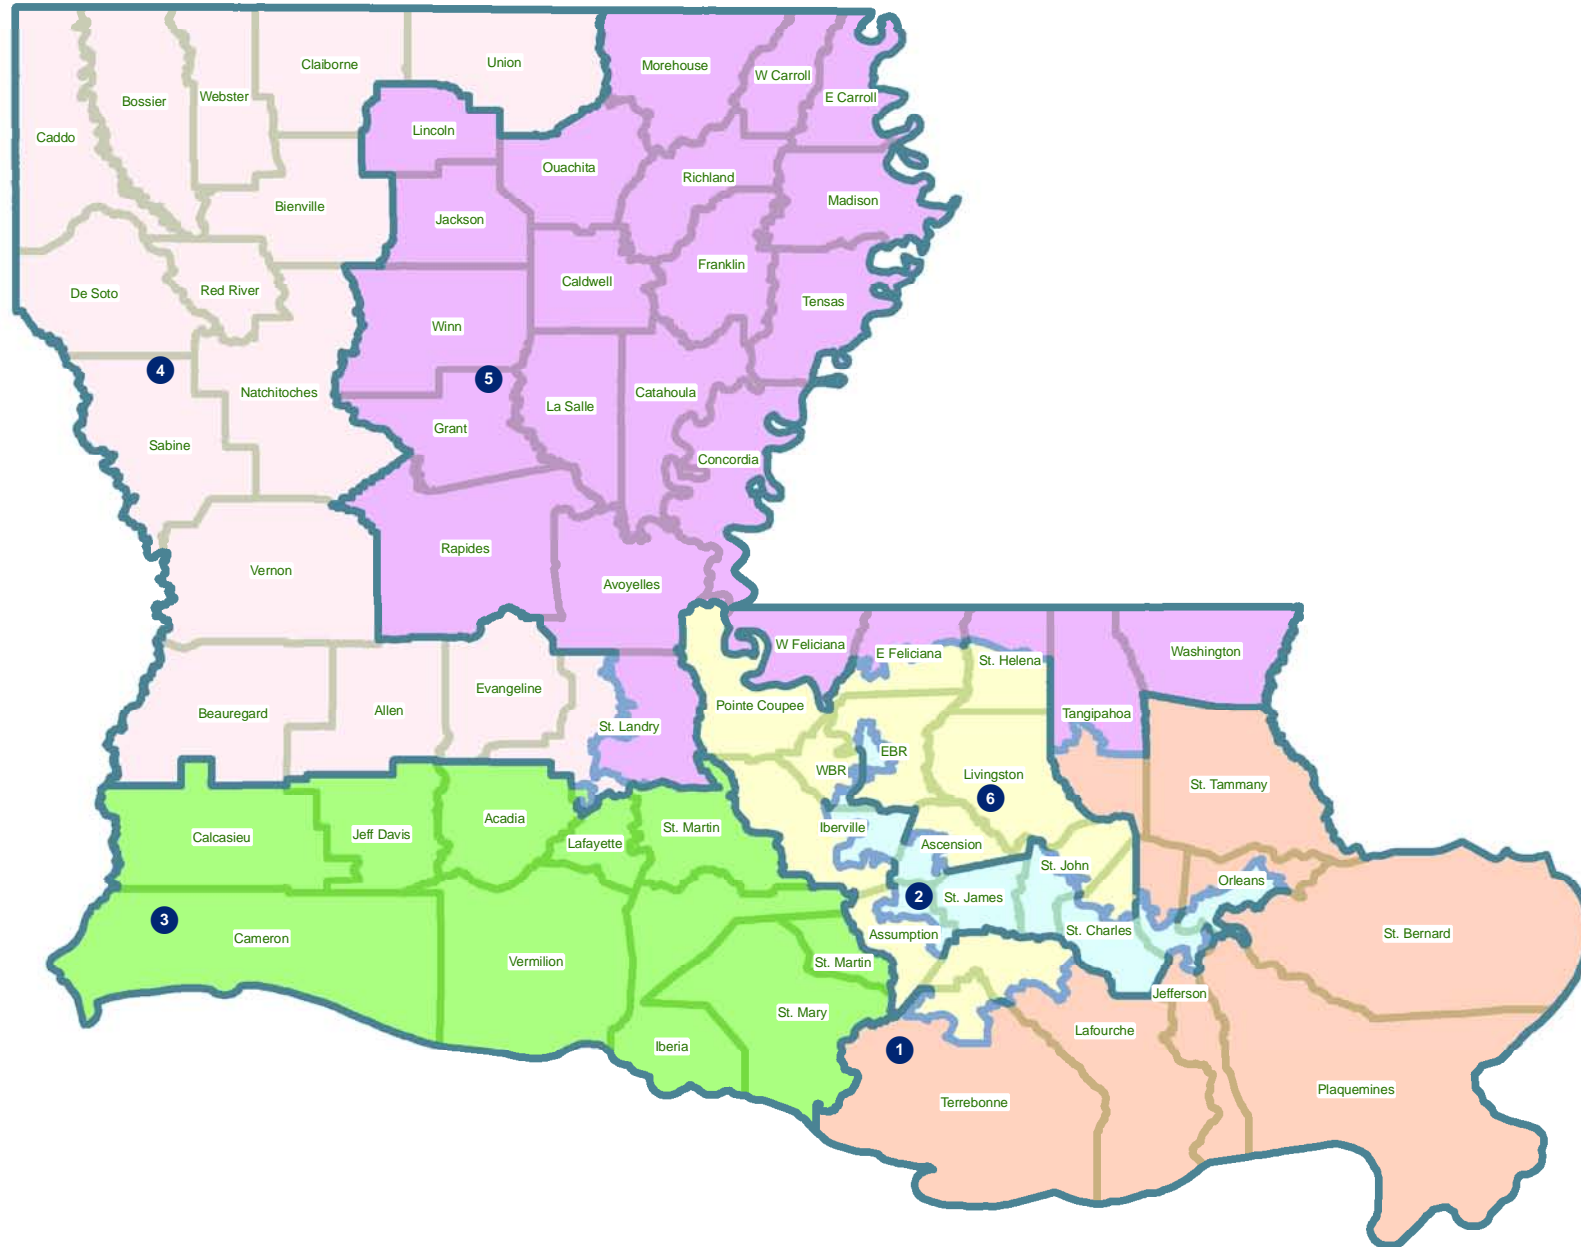 Claiborne
Union
Morehouse
W Carroll
Bossier
Webster
E Carroll
Caddo
Lincoln
Ouachita
Richland
Bienville
Madison
Jackson
De Soto
Red River
Caldwell
Franklin
Tensas
Winn
4
5
Natchitoches
La Salle
Catahoula
Grant
Sabine
Concordia
Rapides
Vernon
Avoyelles
W Feliciana
E Feliciana
St. Helena
Washington
Evangeline
Pointe Coupee
Beauregard
Allen
St. Landry
Tangipahoa
EBR
WBR
Livingston
St. Tammany
6
Acadia
Calcasieu
Jeff Davis
Lafayette
St. Martin
Iberville
Ascension
St. John
Orleans
2
St. James
3
Cameron
Assumption
St. Charles
St. Bernard
Vermilion
St. Martin
Jefferson
St. Mary
Iberia
1
Lafourche
Terrebonne
Plaquemines